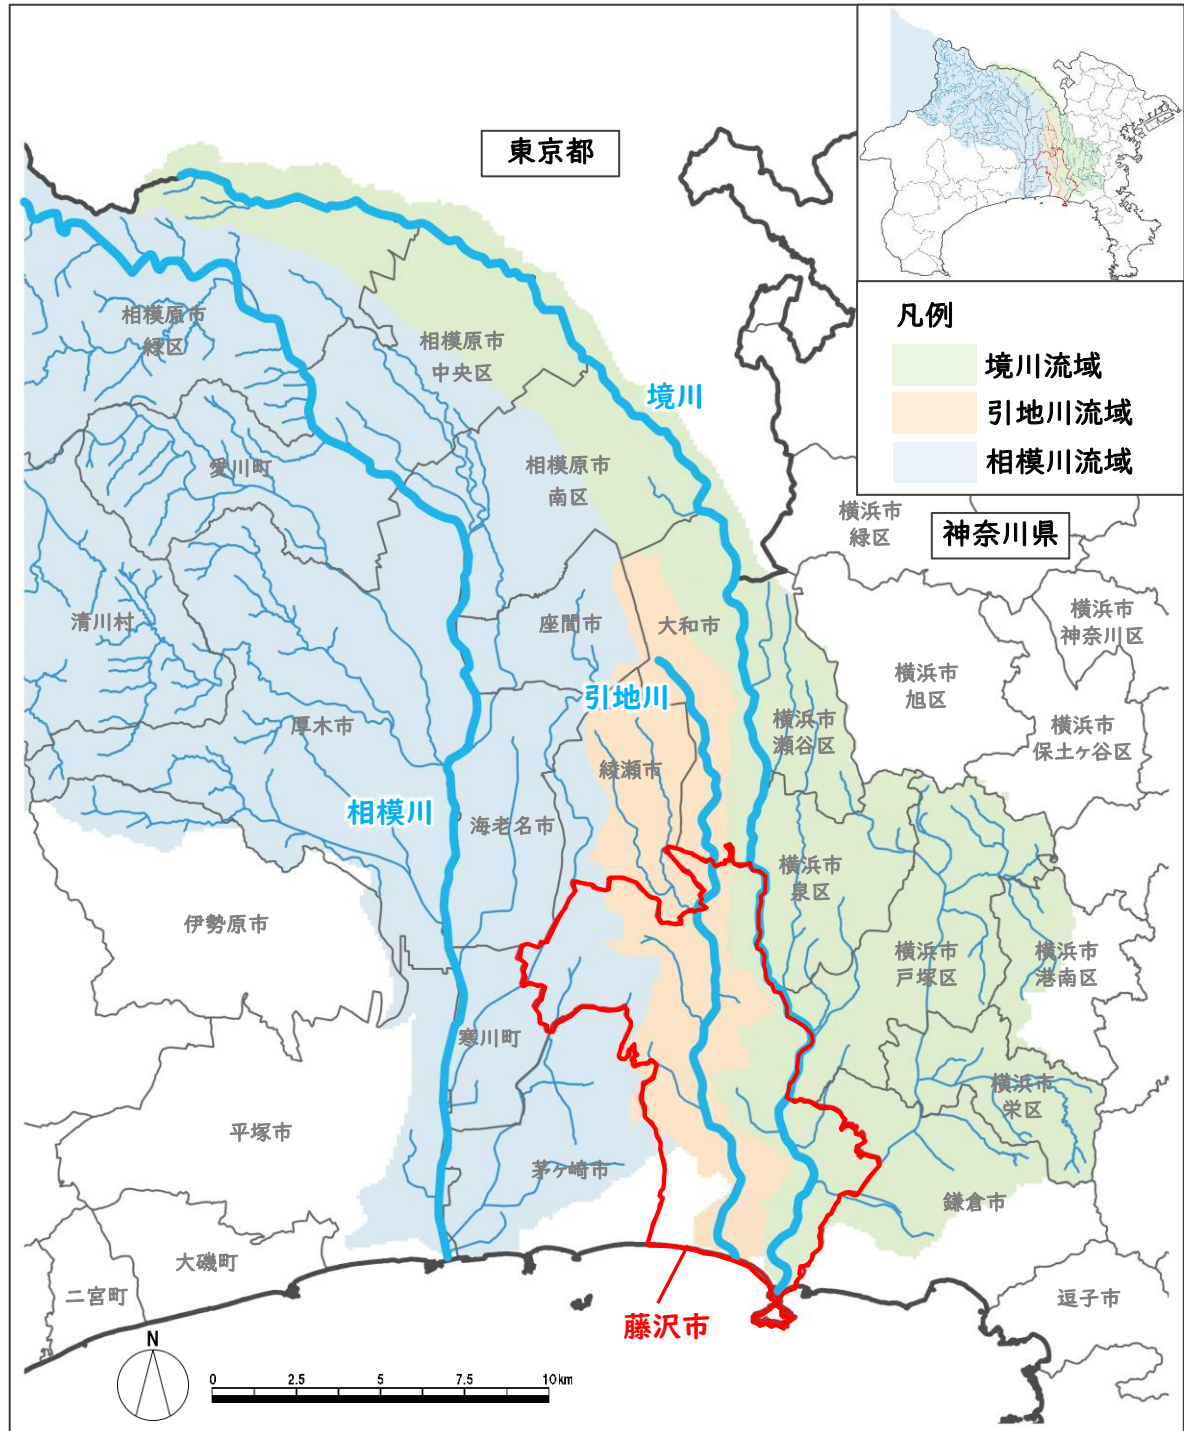 東京都
凡例
境川流域
引地川流域
相模川流域
神奈川県
相模原市
緑区
相模原市
中央区
境川
愛川町
相模原市
南区
横浜市
緑区
清川村
座間市
大和市
横浜市
神奈川区
横浜市
旭区
引地川
厚木市
横浜市
瀬谷区
横浜市
保土ヶ谷区
綾瀬市
相模川
海老名市
横浜市
泉区
伊勢原市
横浜市
戸塚区
横浜市
港南区
寒川町
横浜市
栄区
平塚市
茅ヶ崎市
鎌倉市
大磯町
二宮町
逗子市
藤沢市
N
0 2.5 5 7.5 10km